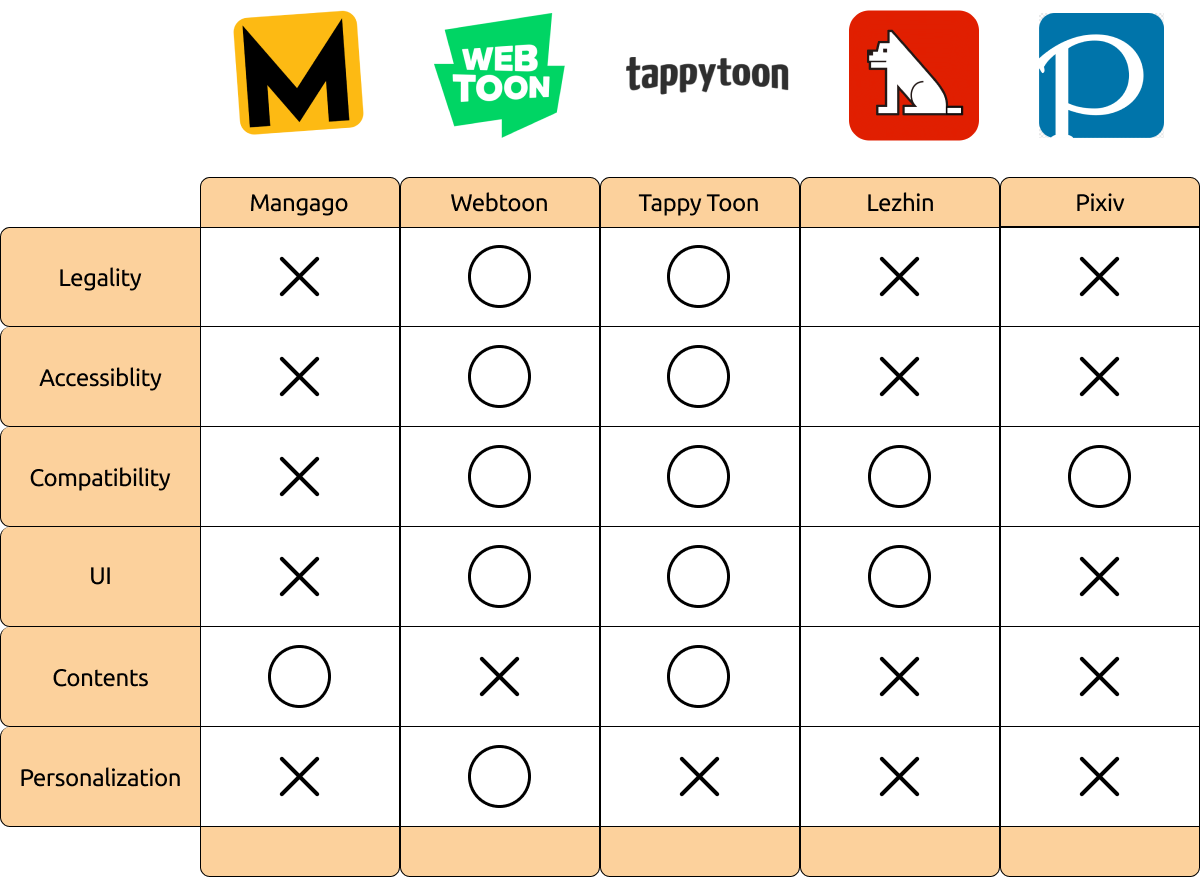 WEB
TOON
tappytoon
Mangago
Webtoon
Tappy Toon
Lezhin
Pixiv
Legality
Accessiblity
Compatibility
UI
Contents
Personalization